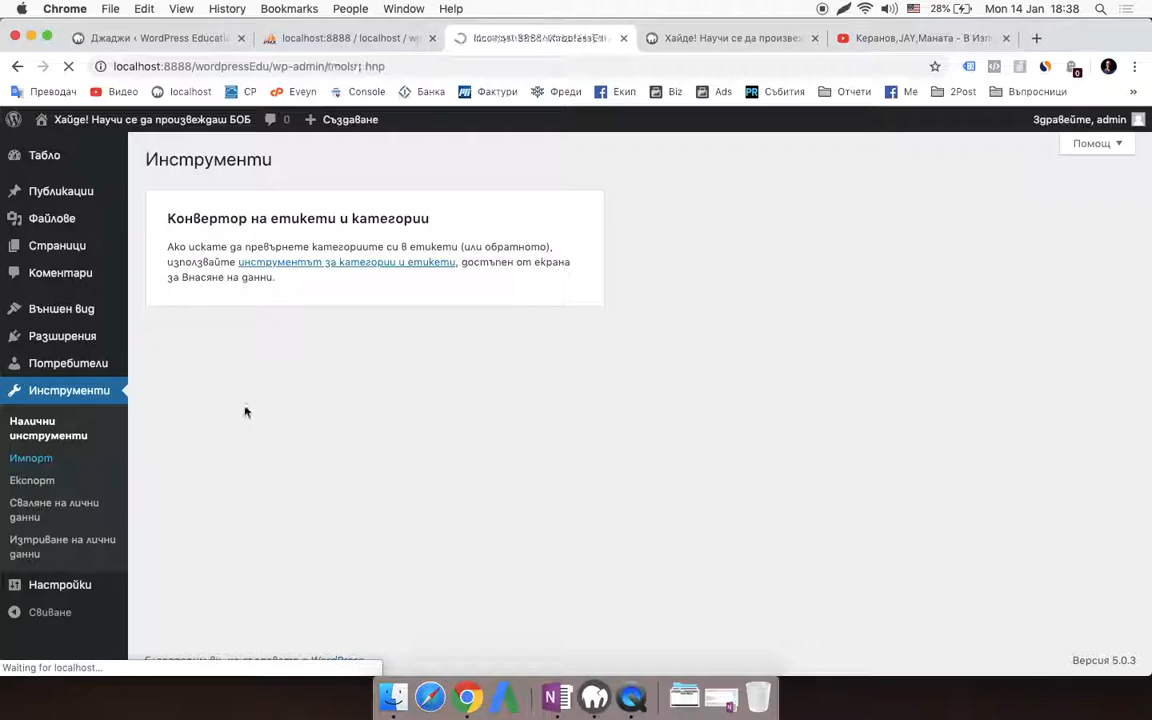 Chrome File Edit View History Bookmarks People Window Help 28% Mon 14 Jan 18:38
Джаджи ‹ WordPress Educati localhost:8888 / localhost / w Хайде! Научи се да произвеж Керанов,JAY,Маната - В Изп
localhost:8888/wordpressEdu/wp-admin/
Преводач Видео localhost CP Eveyn Console Банка Фактури Фреди Екип Biz Ads Събития Отчети Me 2Post Въпросници »
Хайде! Научи се да произвеждаш БОБ 0 Създаване Здравейте, admin
Помощ
Табло
Публикации
Файлове
Страници
Коментари
Външен вид
Разширения
Потребители
Инструменти
Налични
инструменти
Импорт
Експорт
Сваляне на лични
данни
Изтриване на лични
данни
Настройки
Свиване
Инструменти
Конвертор на етикети и категории
Ако искате да превърнете категориите си в етикети (или обратното),
използвайте инструментът за категории и етикети, достъпен от екрана
за Внасяне на данни.
Версия 5.0.3
Waiting for localhost...